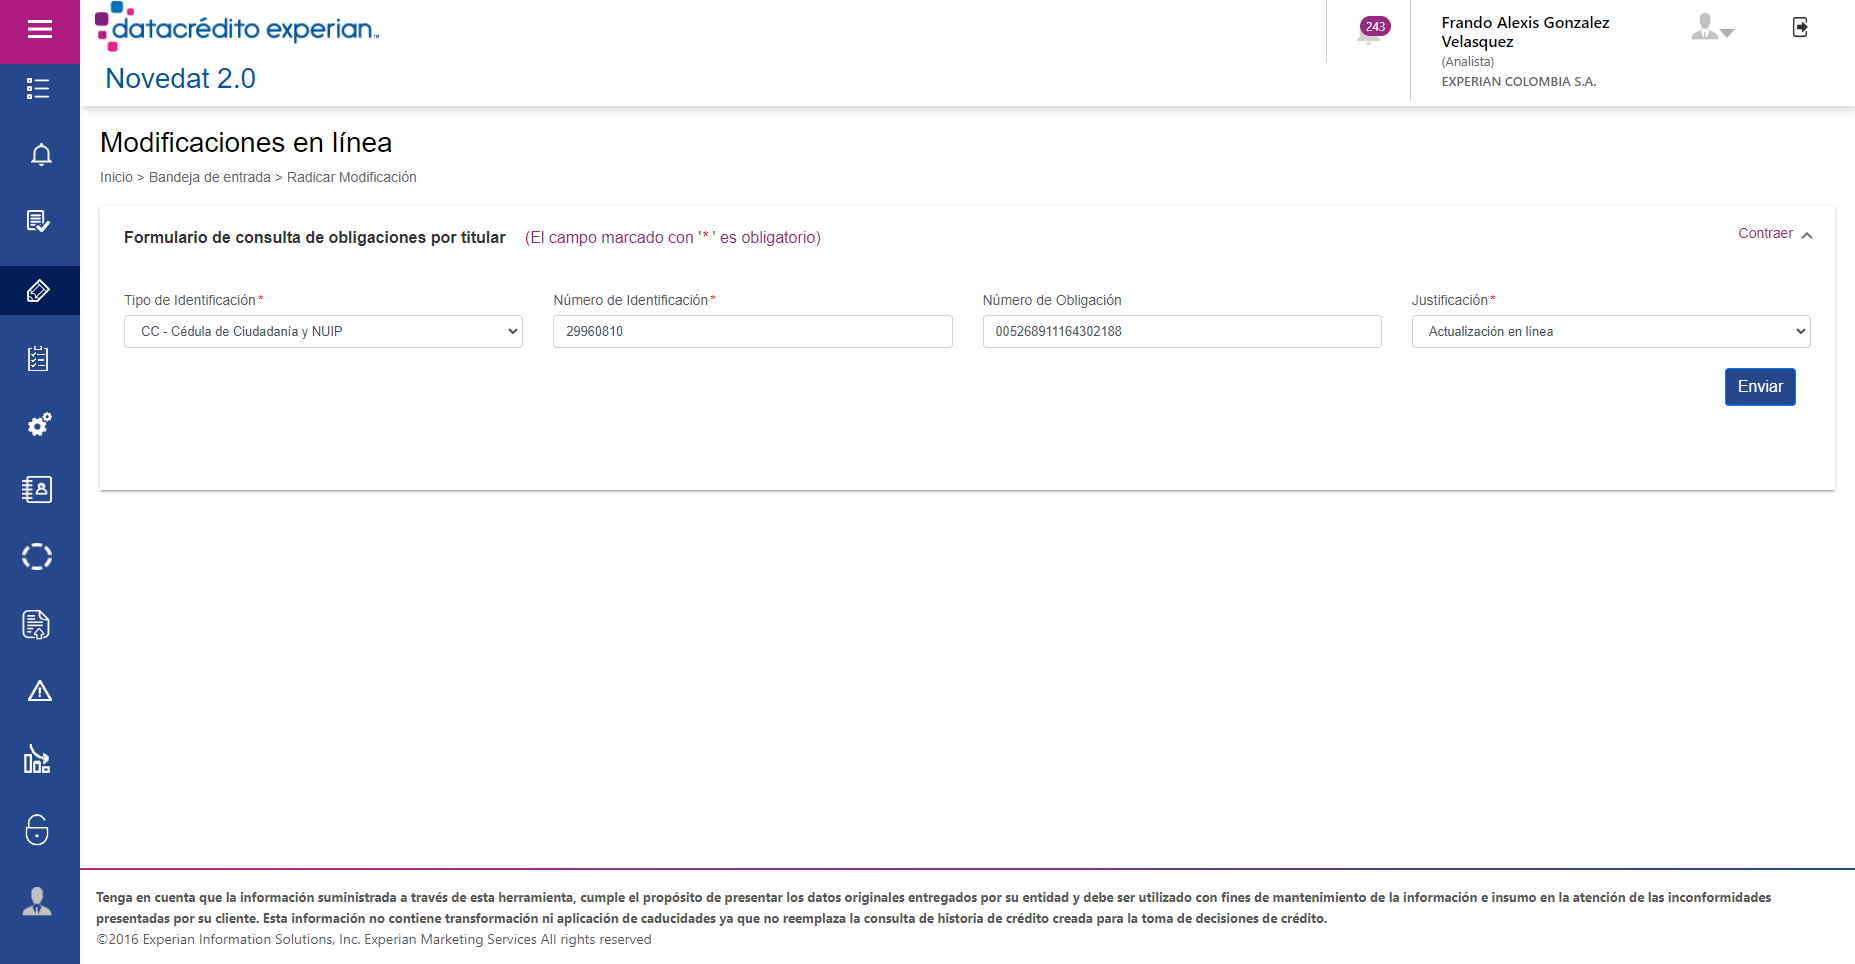 datacrédito experian™
Novedat 2.0
243
Frando Alexis Gonzalez
Velasquez
(Analista)
EXPERIAN COLOMBIA S.A.
Modificaciones en línea
Inicio > Bandeja de entrada > Radicar Modificación
Formulario de consulta de obligaciones por titular (El campo marcado con '*' es obligatorio)
Contraer
Tipo de Identificación* Número de Identificación* Número de Obligación Justificación*
CC - Cédula de Ciudadanía y NUIP 29960810 005268911164302188 Actualización en línea
Enviar
Tenga en cuenta que la información suministrada a través de esta herramienta, cumple el propósito de presentar los datos originales entregados por su entidad y debe ser utilizado con fines de mantenimiento de la información e insumo en la atención de las inconformidades
presentadas por su cliente. Esta información no contiene transformación ni aplicación de caducidades ya que no reemplaza la consulta de historia de crédito creada para la toma de decisiones de crédito.
©2016 Experian Information Solutions, Inc. Experian Marketing Services All rights reserved